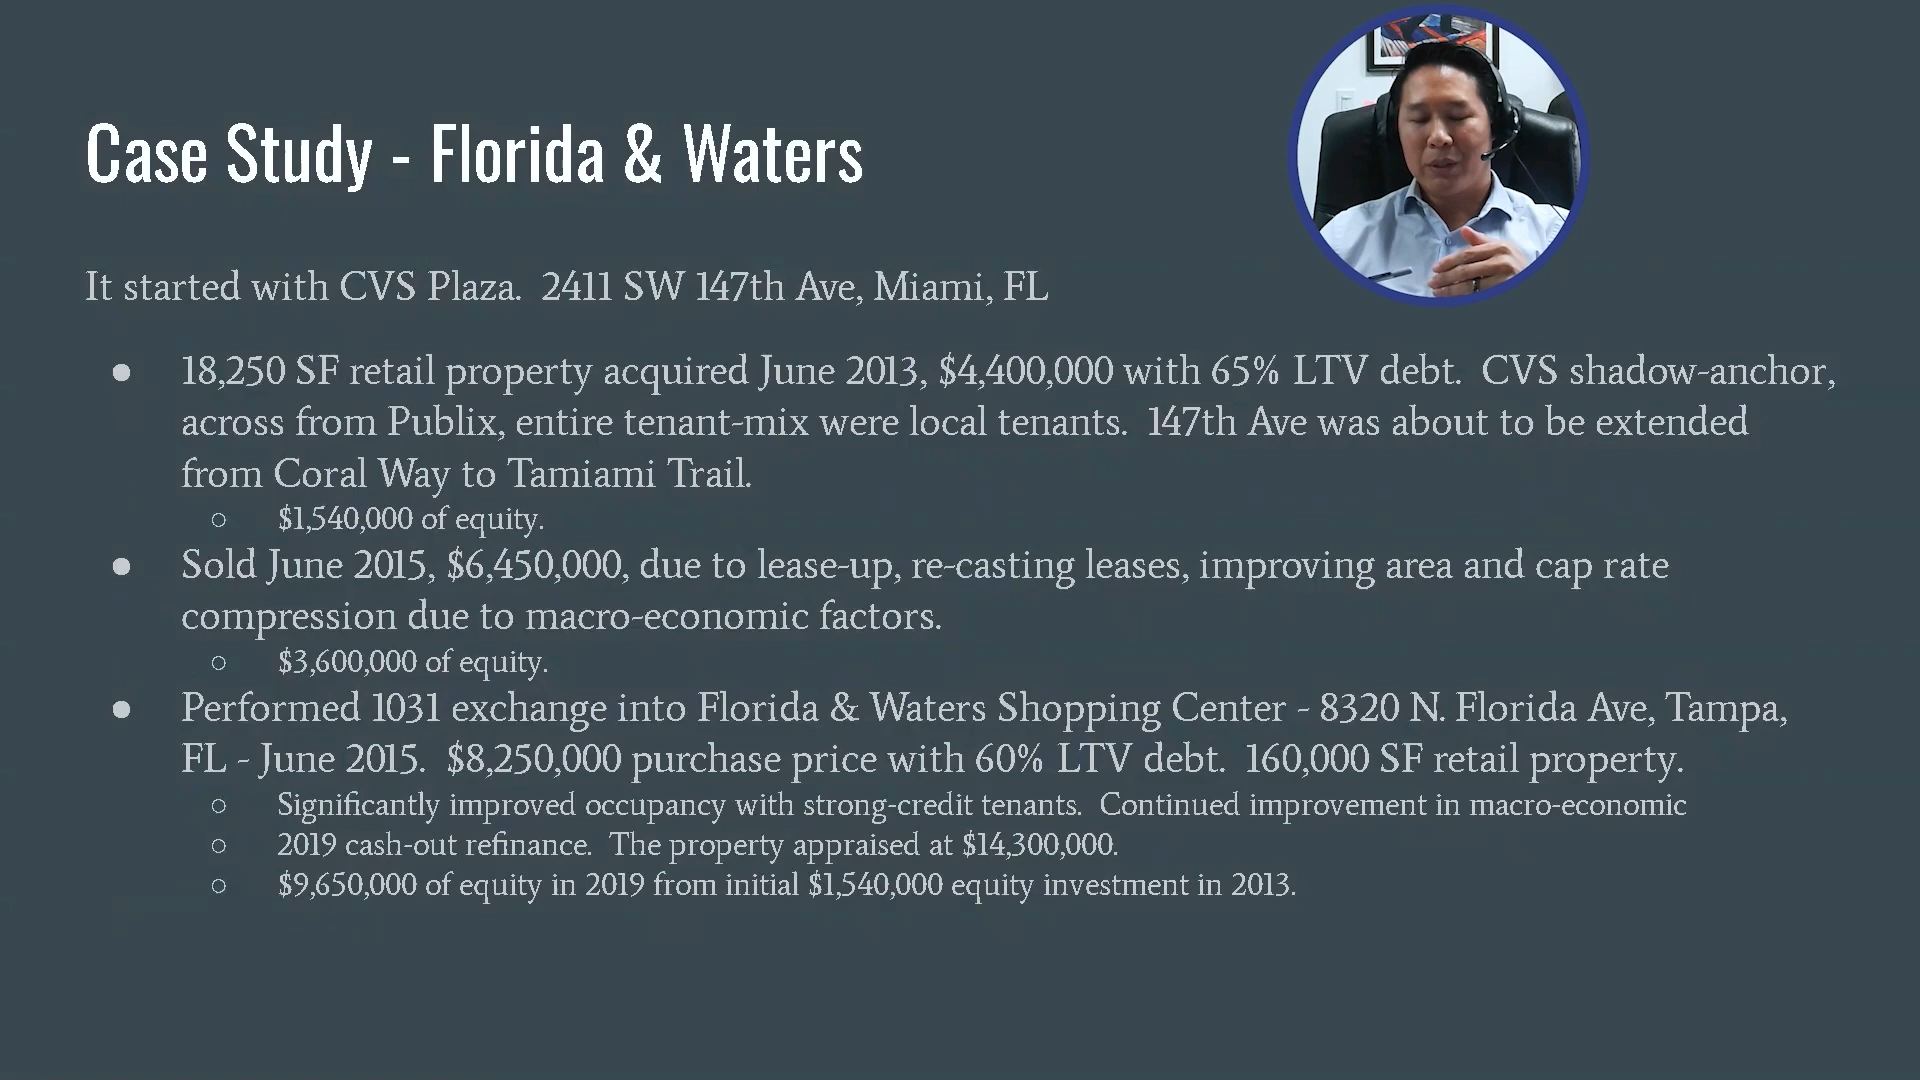 Case Study - Florida & Waters
It started with CVS Plaza. 2411 SW 147th Ave, Miami, FL
● 18,250 SF retail property acquired June 2013, $4,400,000 with 65% LTV debt. CVS shadow-anchor,
across from Publix, entire tenant-mix were local tenants. 147th Ave was about to be extended
from Coral Way to Tamiami Trail.
○ $1,540,000 of equity.
● Sold June 2015, $6,450,000, due to lease-up, re-casting leases, improving area and cap rate
compression due to macro-economic factors.
○ $3,600,000 of equity.
● Performed 1031 exchange into Florida & Waters Shopping Center - 8320 N. Florida Ave, Tampa,
FL - June 2015. $8,250,000 purchase price with 60% LTV debt. 160,000 SF retail property.
○ Significantly improved occupancy with strong-credit tenants. Continued improvement in macro-economic
○ 2019 cash-out refinance. The property appraised at $14,300,000.
○ $9,650,000 of equity in 2019 from initial $1,540,000 equity investment in 2013.